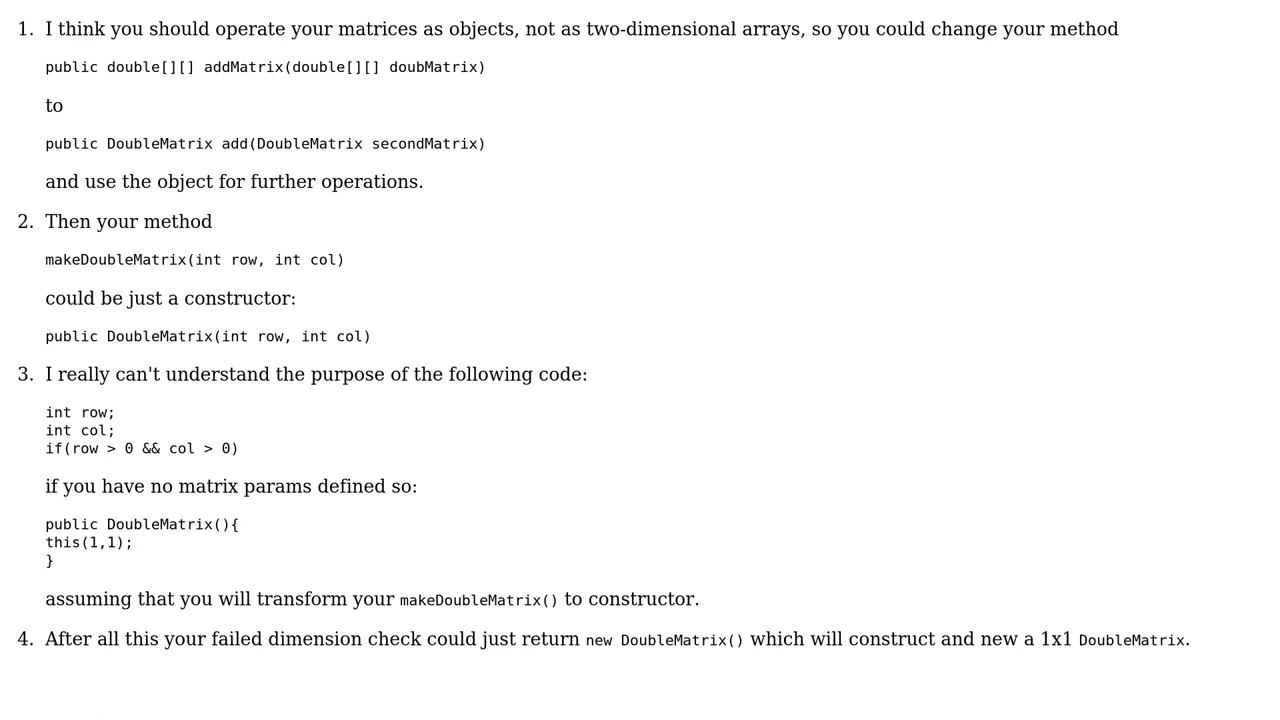 1. I think you should operate your matrices as objects, not as two-dimensional arrays, so you could change your method
public double[][] addMatrix(double[][] doubMatrix)
to
public DoubleMatrix add(DoubleMatrix secondMatrix)
and use the object for further operations.
2. Then your method
makeDoubleMatrix(int row, int col)
could be just a constructor:
public DoubleMatrix(int row, int col)
3. I really can't understand the purpose of the following code:
int row;
int col;
if(row > 0 && col > 0)
if you have no matrix params defined so:
public DoubleMatrix(){
this(1,1);
}
assuming that you will transform your makeDoubleMatrix() to constructor.
4. After all this your failed dimension check could just return new DoubleMatrix() which will construct and new a 1x1 DoubleMatrix.